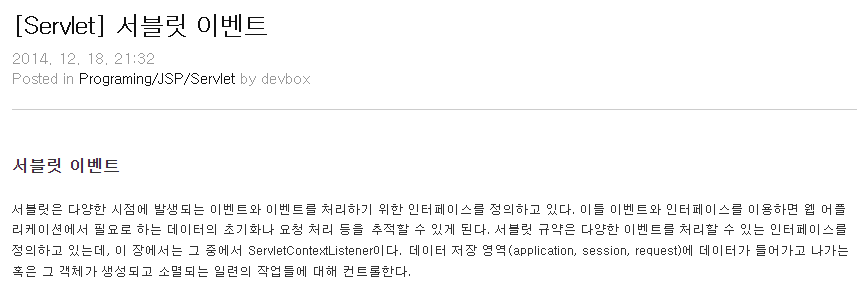 [Servlet] 서블릿 이벤트
2014, 12, 18, 21:32
Posted in Programing/JSP/Servlet by devbox
서블릿 이벤트
서블릿은 다양한 시점에 발생되는 이벤트와 이벤트를 처리하기 위한 인터페이스를 정의하고 있다. 이들 이벤트와 인터페이스를 이용하면 웹 어플
리케이션에서 필요로 하는 데이터의 초기화나 요청 처리 등을 추적할 수 있게 된다. 서블릿 규약은 다양한 이벤트를 처리할 수 있는 인터페이스를
정의하고 있는데, 이 장에서는 그 중에서 ServletContextListener이다. 데이터 저장 영역(application, session, request)에 데이터가 들어가고 나가는
혹은 그 객체가 생성되고 소멸되는 일련의 작업들에 대해 컨트롤한다.